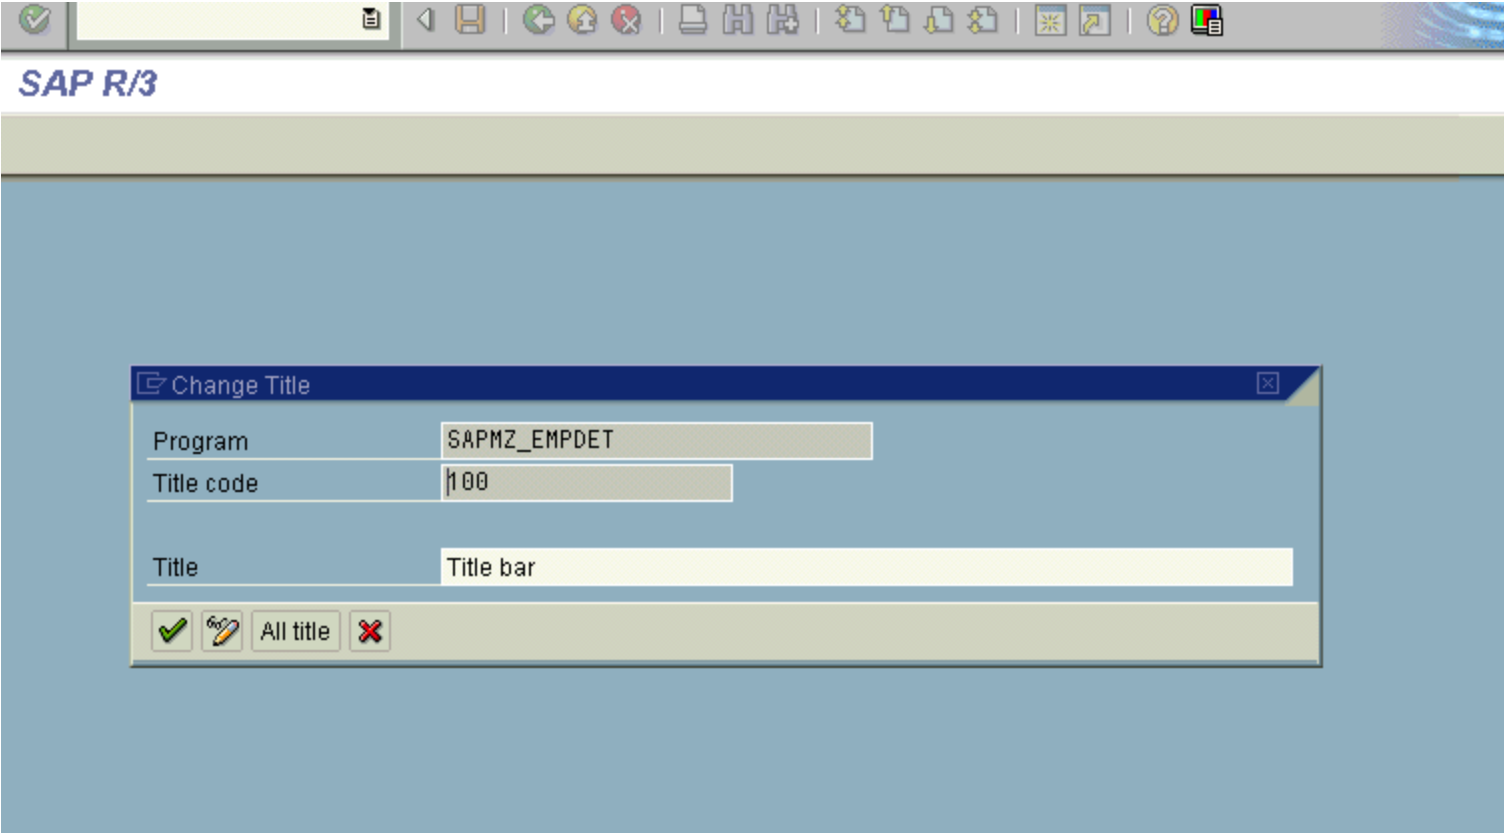 SAP R/3
Change Title
Program SAPMZ_EMPDET
Title code 100
Title Title bar
All title